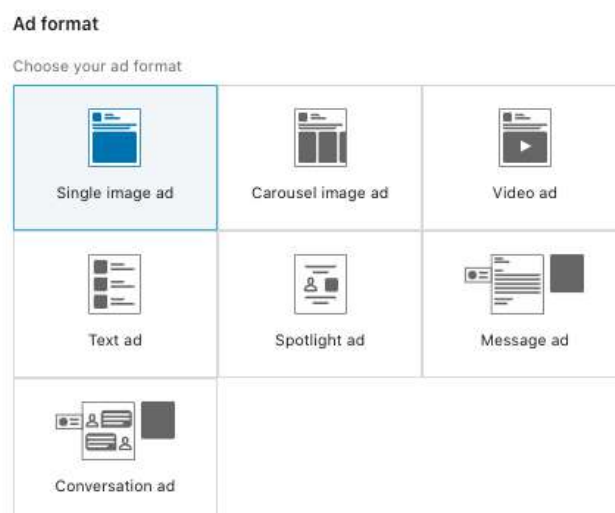 Ad format
Choose your ad format
Single image ad
Carousel image ad
Video ad
Text ad
Spotlight ad
Message ad
Conversation ad